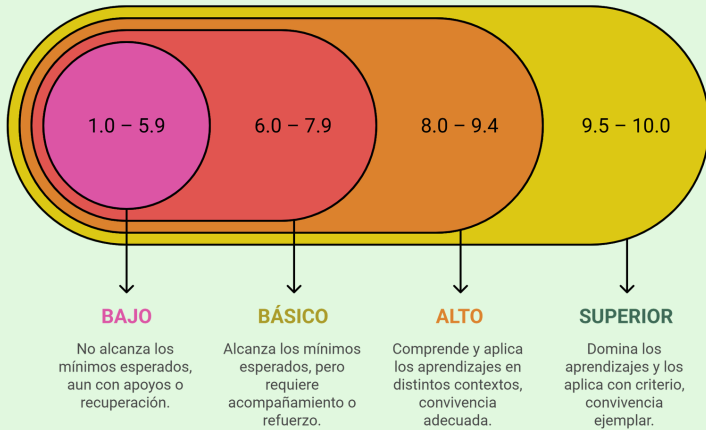 1.0 – 5.9
6.0 – 7.9
8.0 – 9.4
9.5 – 10.0
BAJO
No alcanza los
mínimos esperados,
aun con apoyos o
recuperación.
BÁSICO
Alcanza los mínimos
esperados, pero
requiere
acompañamiento o
refuerzo.
ALTO
Comprende y aplica
los aprendizajes en
distintos contextos,
convivencia
adecuada.
SUPERIOR
Domina los
aprendizajes y los
aplica con criterio,
convivencia
ejemplar.